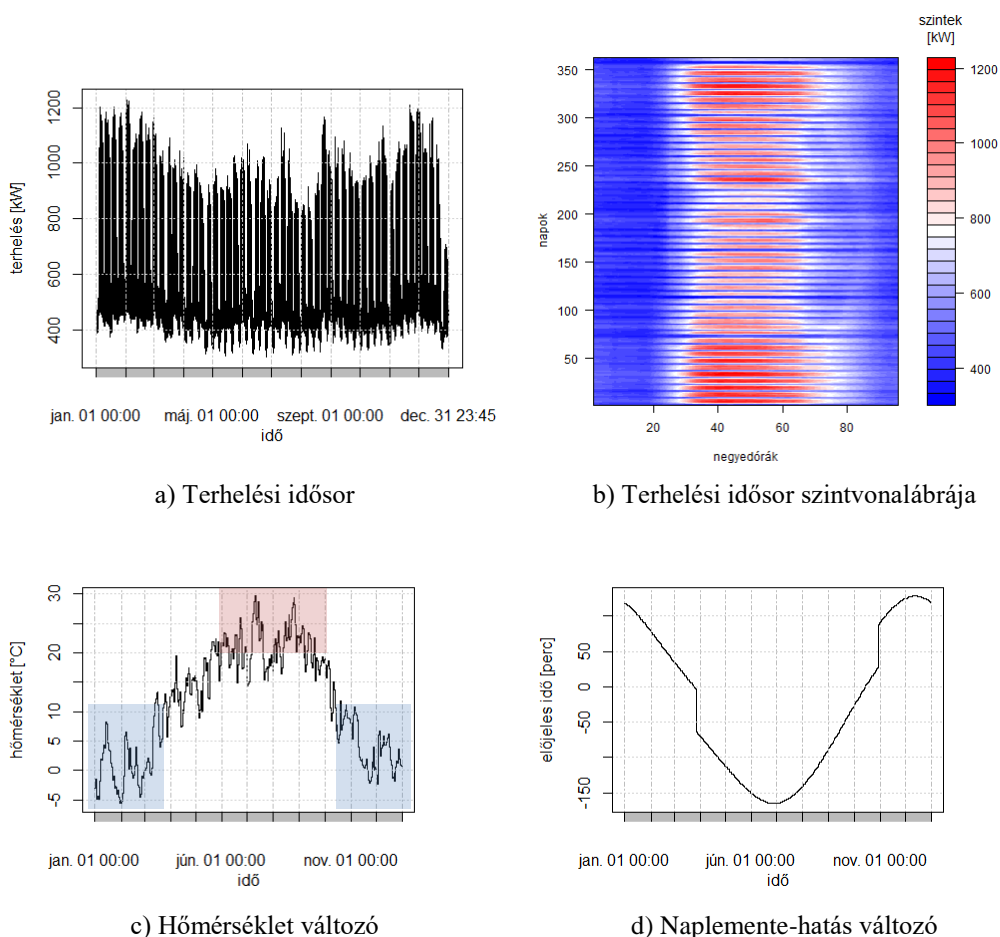 terhelés [kW]
1200
1000
800
600
400
jan. 01 00:00 máj. 01 00:00 szept. 01 00:00 dec. 31 23:45
idő
a) Terhelési idősor
szintek
[kW]
napok
350
300
250
200
150
100
50
20 40 60 80
negyedórák
1200
1000
800
600
400
b) Terhelési idősor szintvonalábrája
hőmérséklet [°C]
30
20
10
5
0
-5
jan. 01 00:00 jún. 01 00:00 nov. 01 00:00
idő
c) Hőmérséklet változó
előjeles idő [perc]
50
0
-50
-150
jan. 01 00:00 jún. 01 00:00 nov. 01 00:00
idő
d) Naplemente-hatás változó